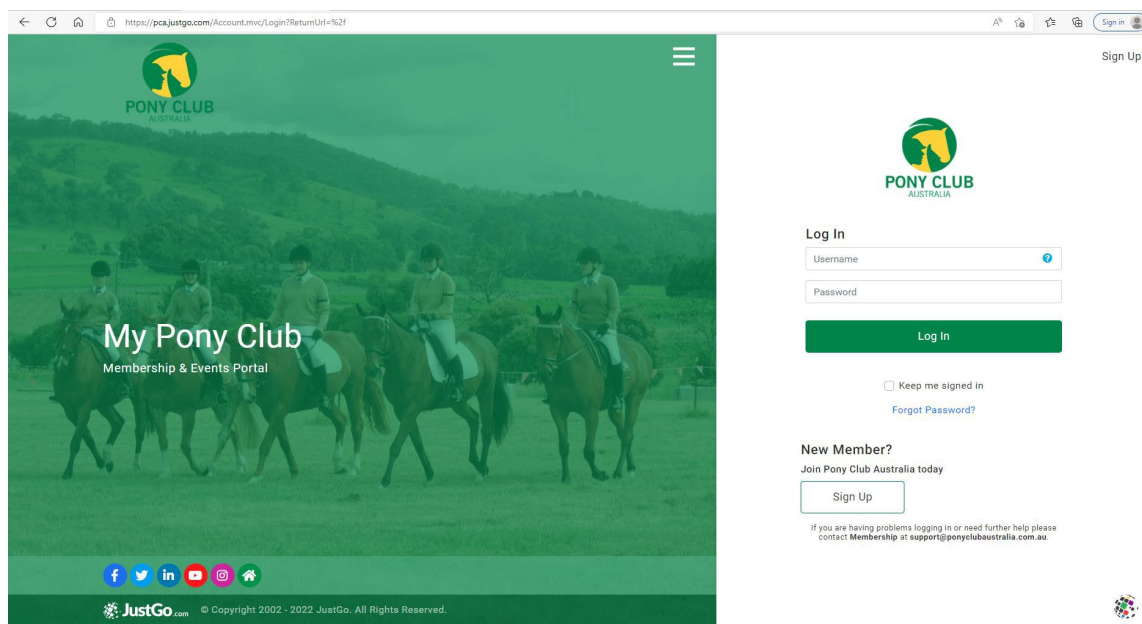 https://pca.justgo.com/Account.mvc/Login?ReturnUrl=%2f
Sign in
PONY CLUB
AUSTRALIA
My Pony Club
Membership & Events Portal
JustGo.com © Copyright 2002 - 2022 JustGo. All Rights Reserved.
Sign Up
PONY CLUB
AUSTRALIA
Log In
Username
Password
Log In
Keep me signed in
Forgot Password?
New Member?
Join Pony Club Australia today
Sign Up
If you are having problems logging in or need further help please
contact Membership at support@ponyclubaustralia.com.au.